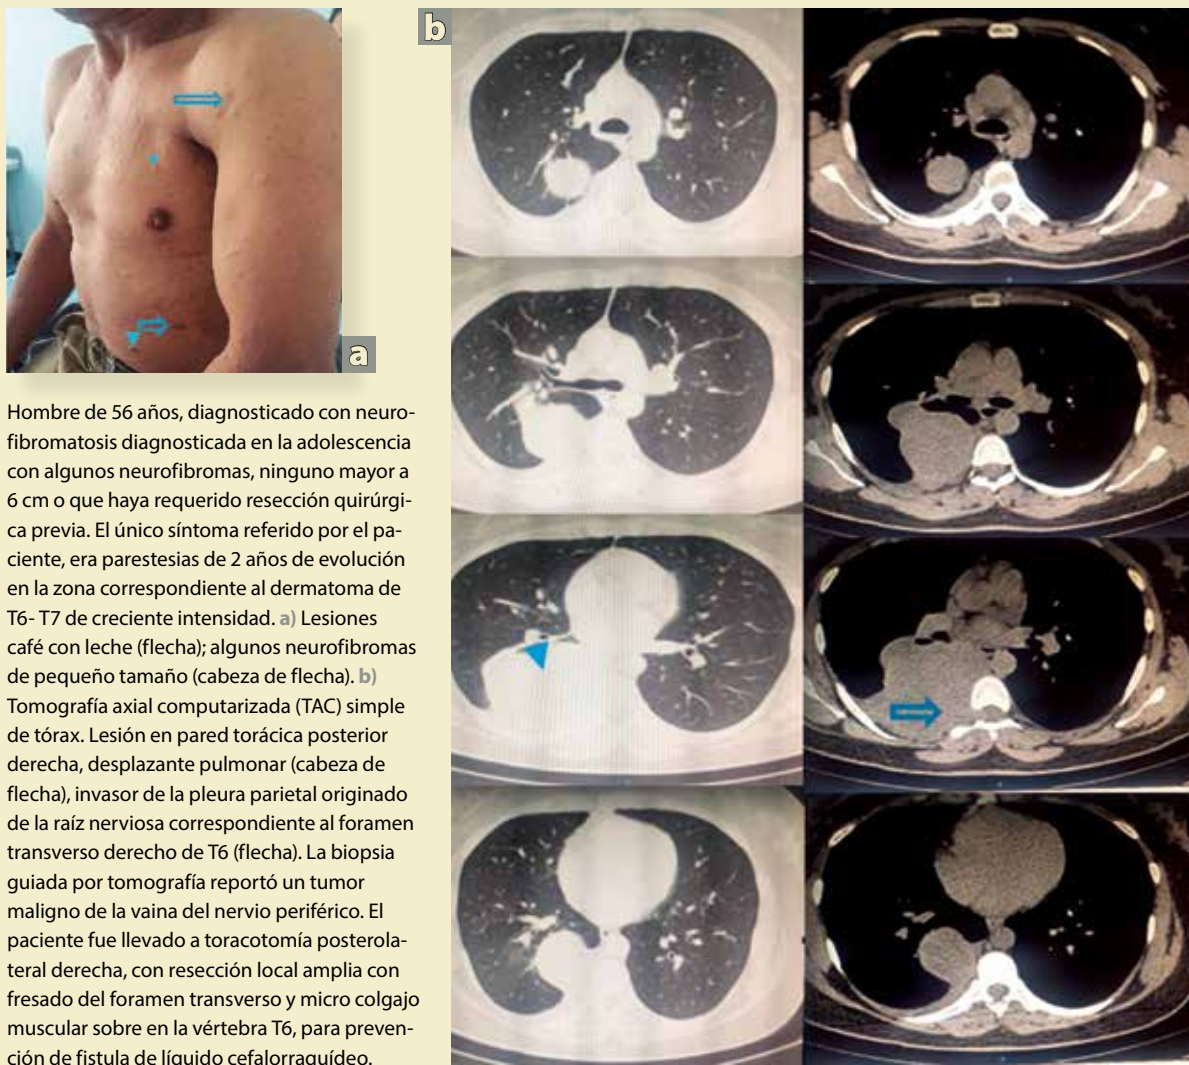 b
a
Hombre de 56 años, diagnosticado con neuro-
fibromatosis diagnosticada en la adolescencia
con algunos neurofibromas, ninguno mayor a
6 cm o que haya requerido resección quirúrgi-
ca previa. El único síntoma referido por el pa-
ciente, era parestesias de 2 años de evolución
en la zona correspondiente al dermatoma de
T6- T7 de creciente intensidad. a) Lesiones
café con leche (flecha); algunos neurofibromas
de pequeño tamaño (cabeza de flecha). b)
Tomografía axial computarizada (TAC) simple
de tórax. Lesión en pared torácica posterior
derecha, desplazante pulmonar (cabeza de
flecha), invasor de la pleura parietal originado
de la raíz nerviosa correspondiente al foramen
transverso derecho de T6 (flecha). La biopsia
guiada por tomografía reportó un tumor
maligno de la vaina del nervio periférico. El
paciente fue llevado a toracotomía posterola-
teral derecha, con resección local amplia con
fresado del foramen transverso y micro colgajo
muscular sobre en la vértebra T6, para preven-
ción de fistula de líquido cefalorraquídeo.